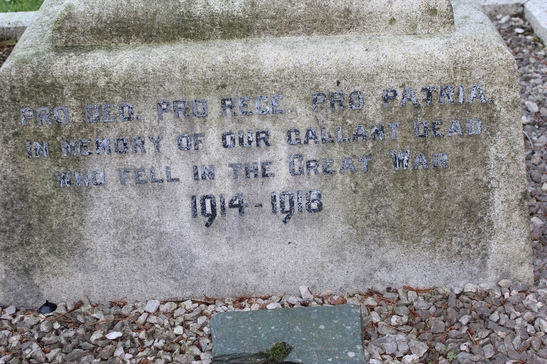 PRO DEO, PRO REGE, PRO PATRIA.
IN MEMORY OF OUR GALLANT DEAD,
WHO FELL IN THE GREAT WAR
1914-1918